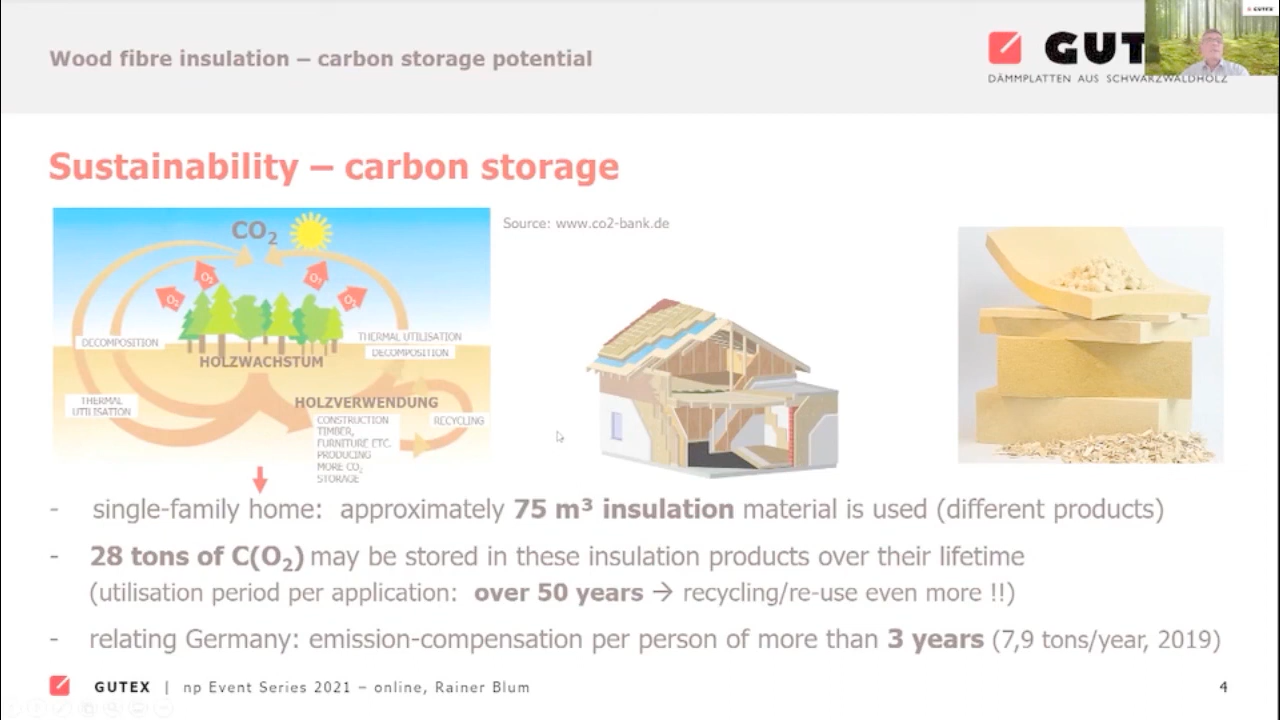 Wood fibre insulation – carbon storage potential
GUT
DÄMMPLATTEN AUS SCHWARZWALDHOLZ
GUTEX
Sustainability – carbon storage
Source: www.co2-bank.de
CO₂
O₂
O₂
O₂
O₂
DECOMPOSITION
THERMAL UTILISATION
DECOMPOSITION
HOLZWACHSTUM
THERMAL
UTILISATION
HOLZVERWENDUNG
CONSTRUCTION
TIMBER,
FURNITURE ETC.
PRODUCING
MORE CO₂
STORAGE
RECYCLING
- single-family home: approximately 75 m³ insulation material is used (different products)
- 28 tons of C(O₂) may be stored in these insulation products over their lifetime
(utilisation period per application: over 50 years → recycling/re-use even more !!)
- relating Germany: emission-compensation per person of more than 3 years (7,9 tons/year, 2019)
GUTEX | np Event Series 2021 – online, Rainer Blum
4